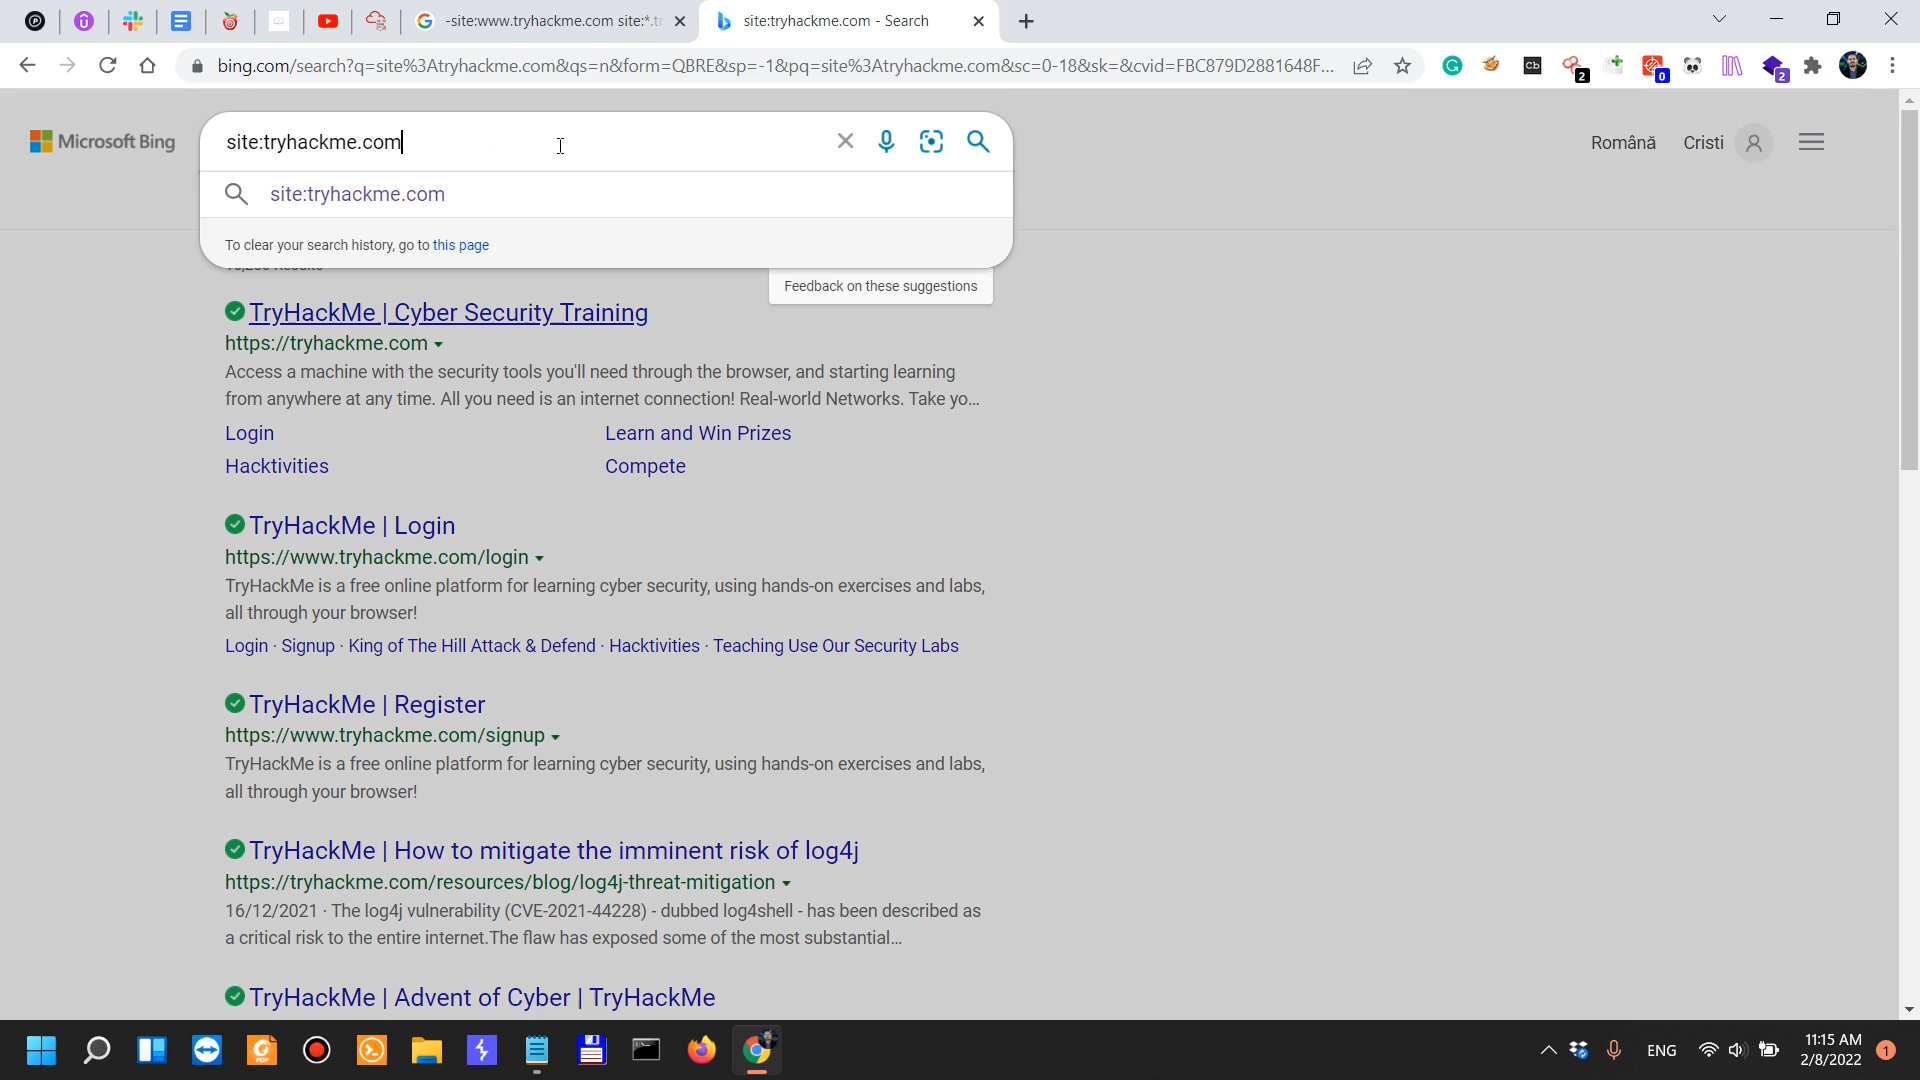 -site:www.tryhackme.com site:*.tr
site:tryhackme.com - Search
bing.com/search?q=site%3Atryhackme.com&qs=n&form=QBRE&sp=-1&pq=site%3Atryhackme.com&sc=0-18&sk=&cvid=FBC879D2881648F...
Cb
2
0
2
Microsoft Bing
site:tryhackme.com
Română
Cristi
site:tryhackme.com
To clear your search history, go to this page
Results
Feedback on these suggestions
TryHackMe | Cyber Security Training
https://tryhackme.com
Access a machine with the security tools you'll need through the browser, and starting learning
from anywhere at any time. All you need is an internet connection! Real-world Networks. Take yo...
Login
Learn and Win Prizes
Hacktivities
Compete
TryHackMe | Login
https://www.tryhackme.com/login
TryHackMe is a free online platform for learning cyber security, using hands-on exercises and labs,
all through your browser!
Login · Signup · King of The Hill Attack & Defend · Hacktivities · Teaching Use Our Security Labs
TryHackMe | Register
https://www.tryhackme.com/signup
TryHackMe is a free online platform for learning cyber security, using hands-on exercises and labs,
all through your browser!
TryHackMe | How to mitigate the imminent risk of log4j
https://tryhackme.com/resources/blog/log4j-threat-mitigation
16/12/2021 · The log4j vulnerability (CVE-2021-44228) - dubbed log4shell - has been described as
a critical risk to the entire internet.The flaw has exposed some of the most substantial...
TryHackMe | Advent of Cyber | TryHackMe
PDF
ENG
11:15 AM
2/8/2022
1